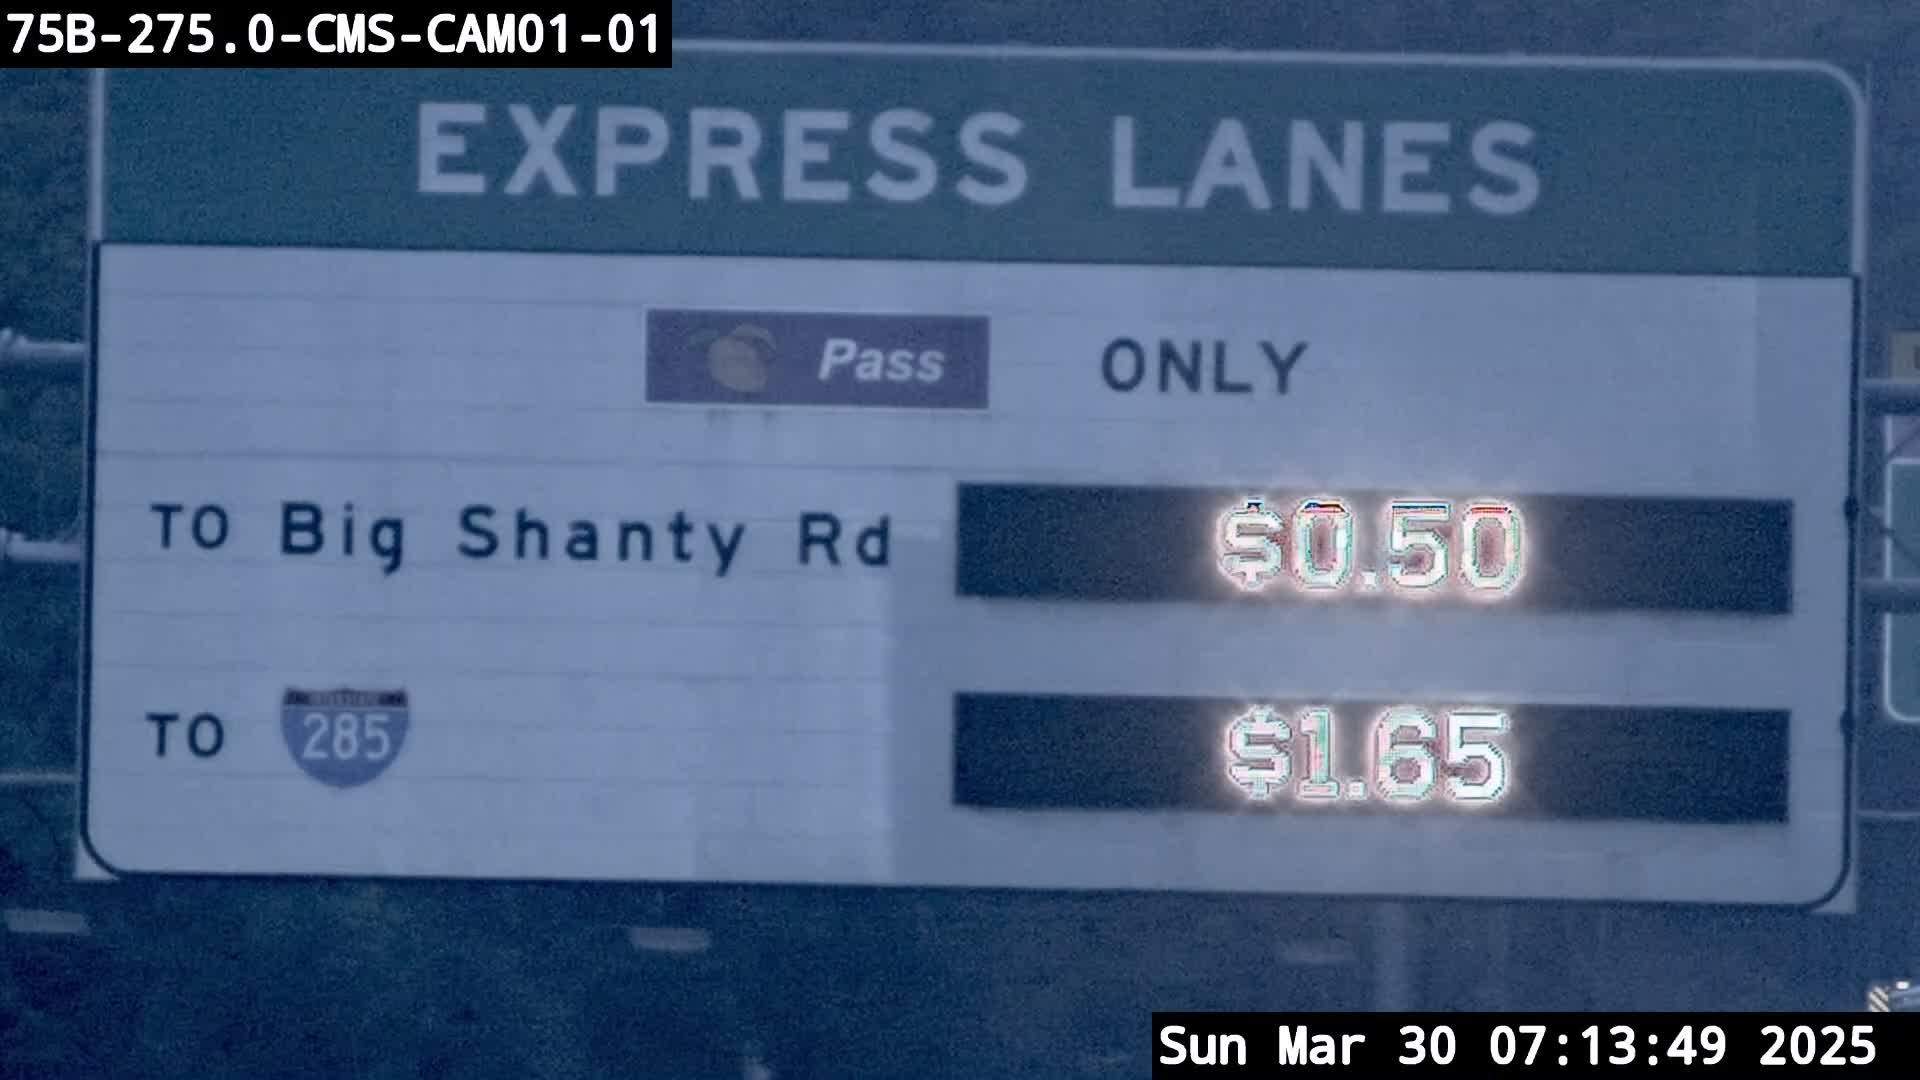 75B-275.0-CMS-CAM01-01
EXPRESS LANES
Pass ONLY
TO Big Shanty Rd $0.50
TO 285 $1.65
Sun Mar 30 07:13:49 2025